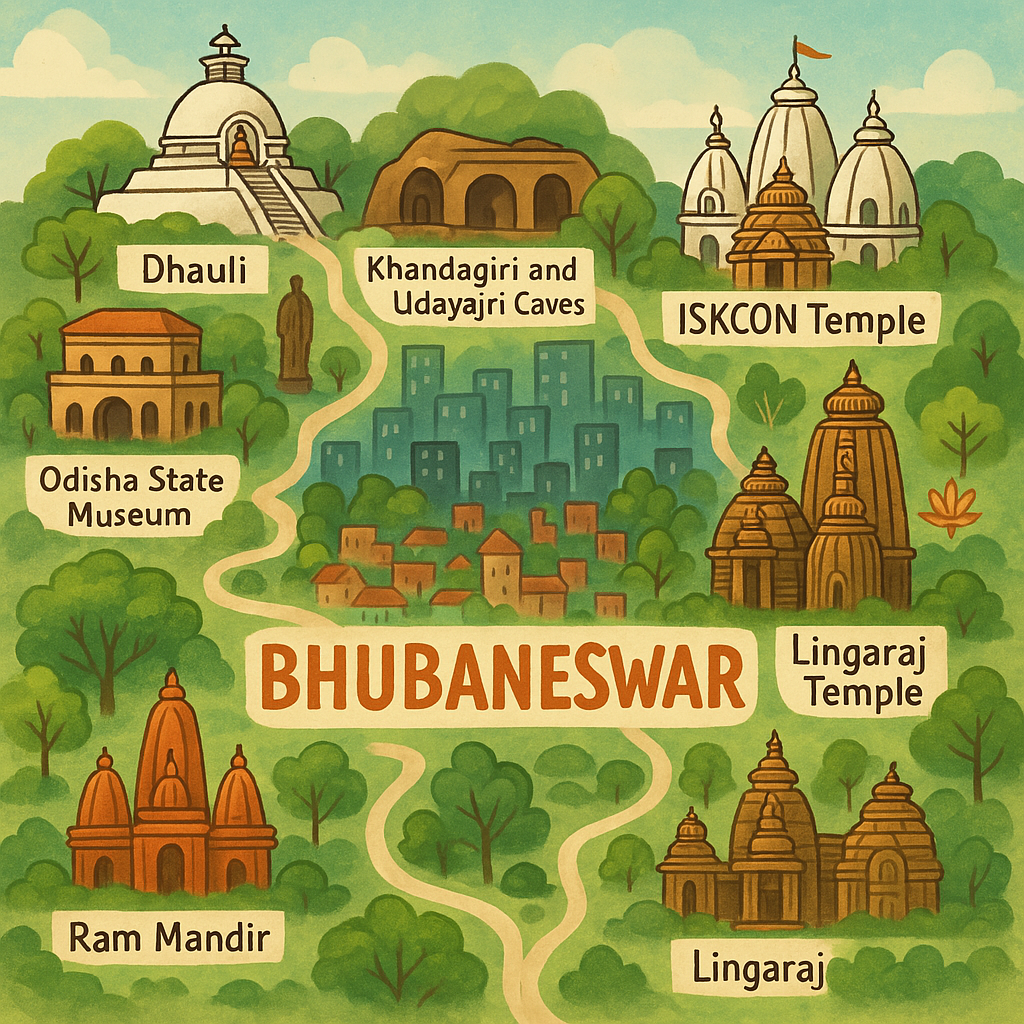 Dhauli
Khandagiri and
Udayajri Caves
ISKCON Temple
Odisha State
Museum
BHUBANESWAR
Lingaraj
Temple
Ram Mandir
Lingaraj